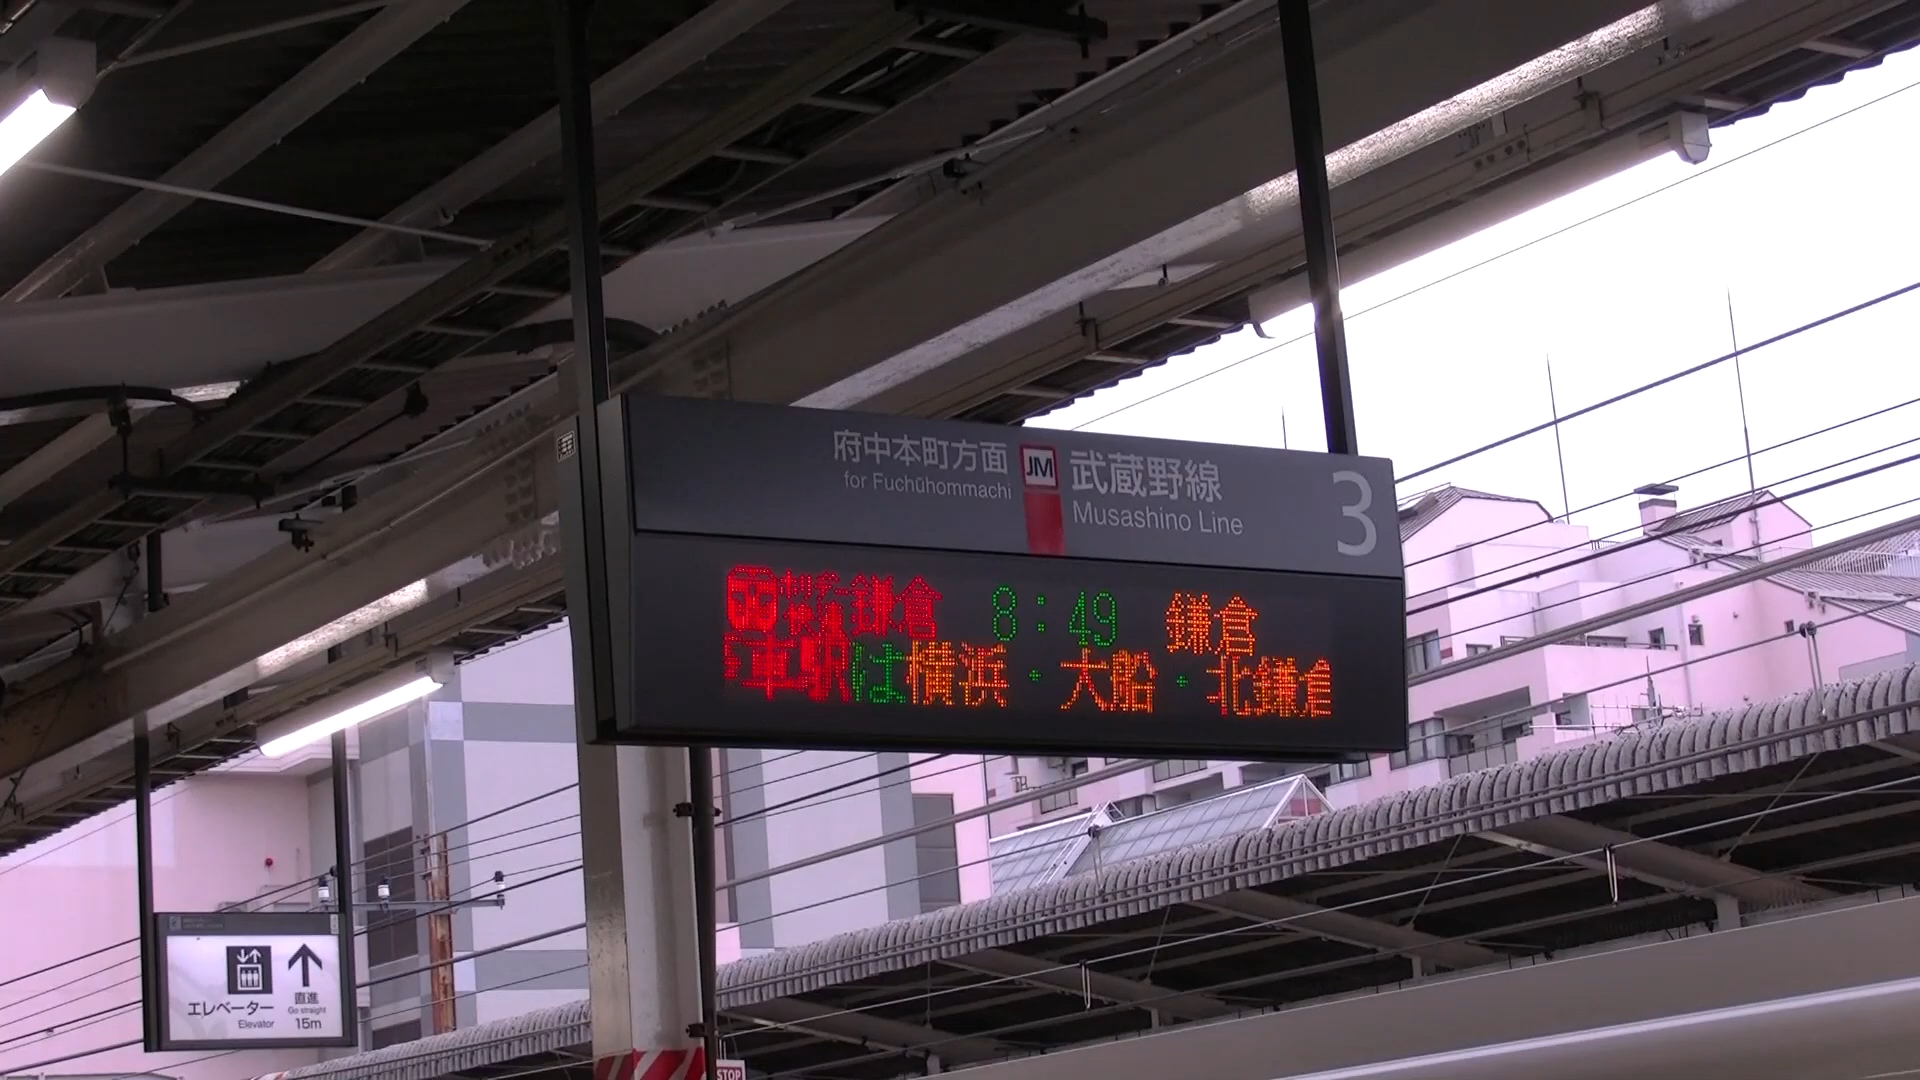 府中本町方面 JM 武蔵野線 3
for Fuchūhommachi Musashino Line
鎌倉 8:49 鎌倉
車駅は横浜・大船・北鎌倉
エレベーター 直進
Go straight
Elevator 15m
STOP